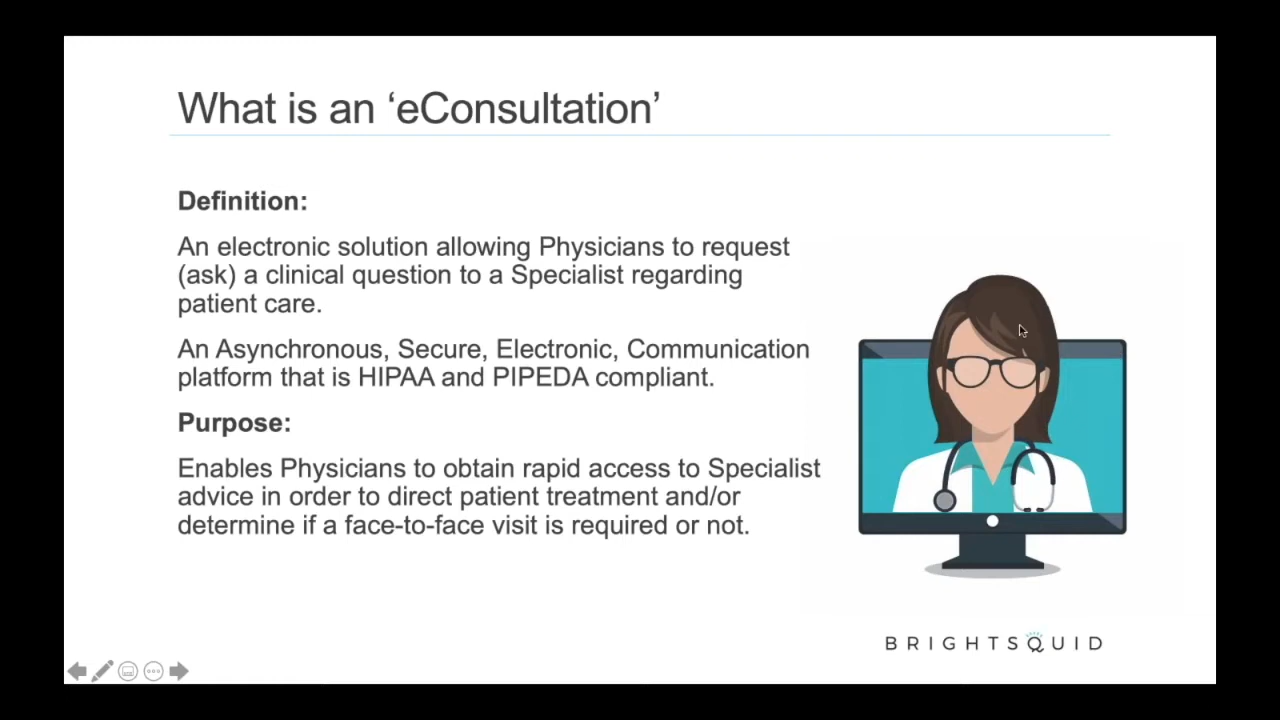 What is an ‘eConsultation’
Definition:
An electronic solution allowing Physicians to request
(ask) a clinical question to a Specialist regarding
patient care.
An Asynchronous, Secure, Electronic, Communication
platform that is HIPAA and PIPEDA compliant.
Purpose:
Enables Physicians to obtain rapid access to Specialist
advice in order to direct patient treatment and/or
determine if a face-to-face visit is required or not.
BRIGHTSQUID